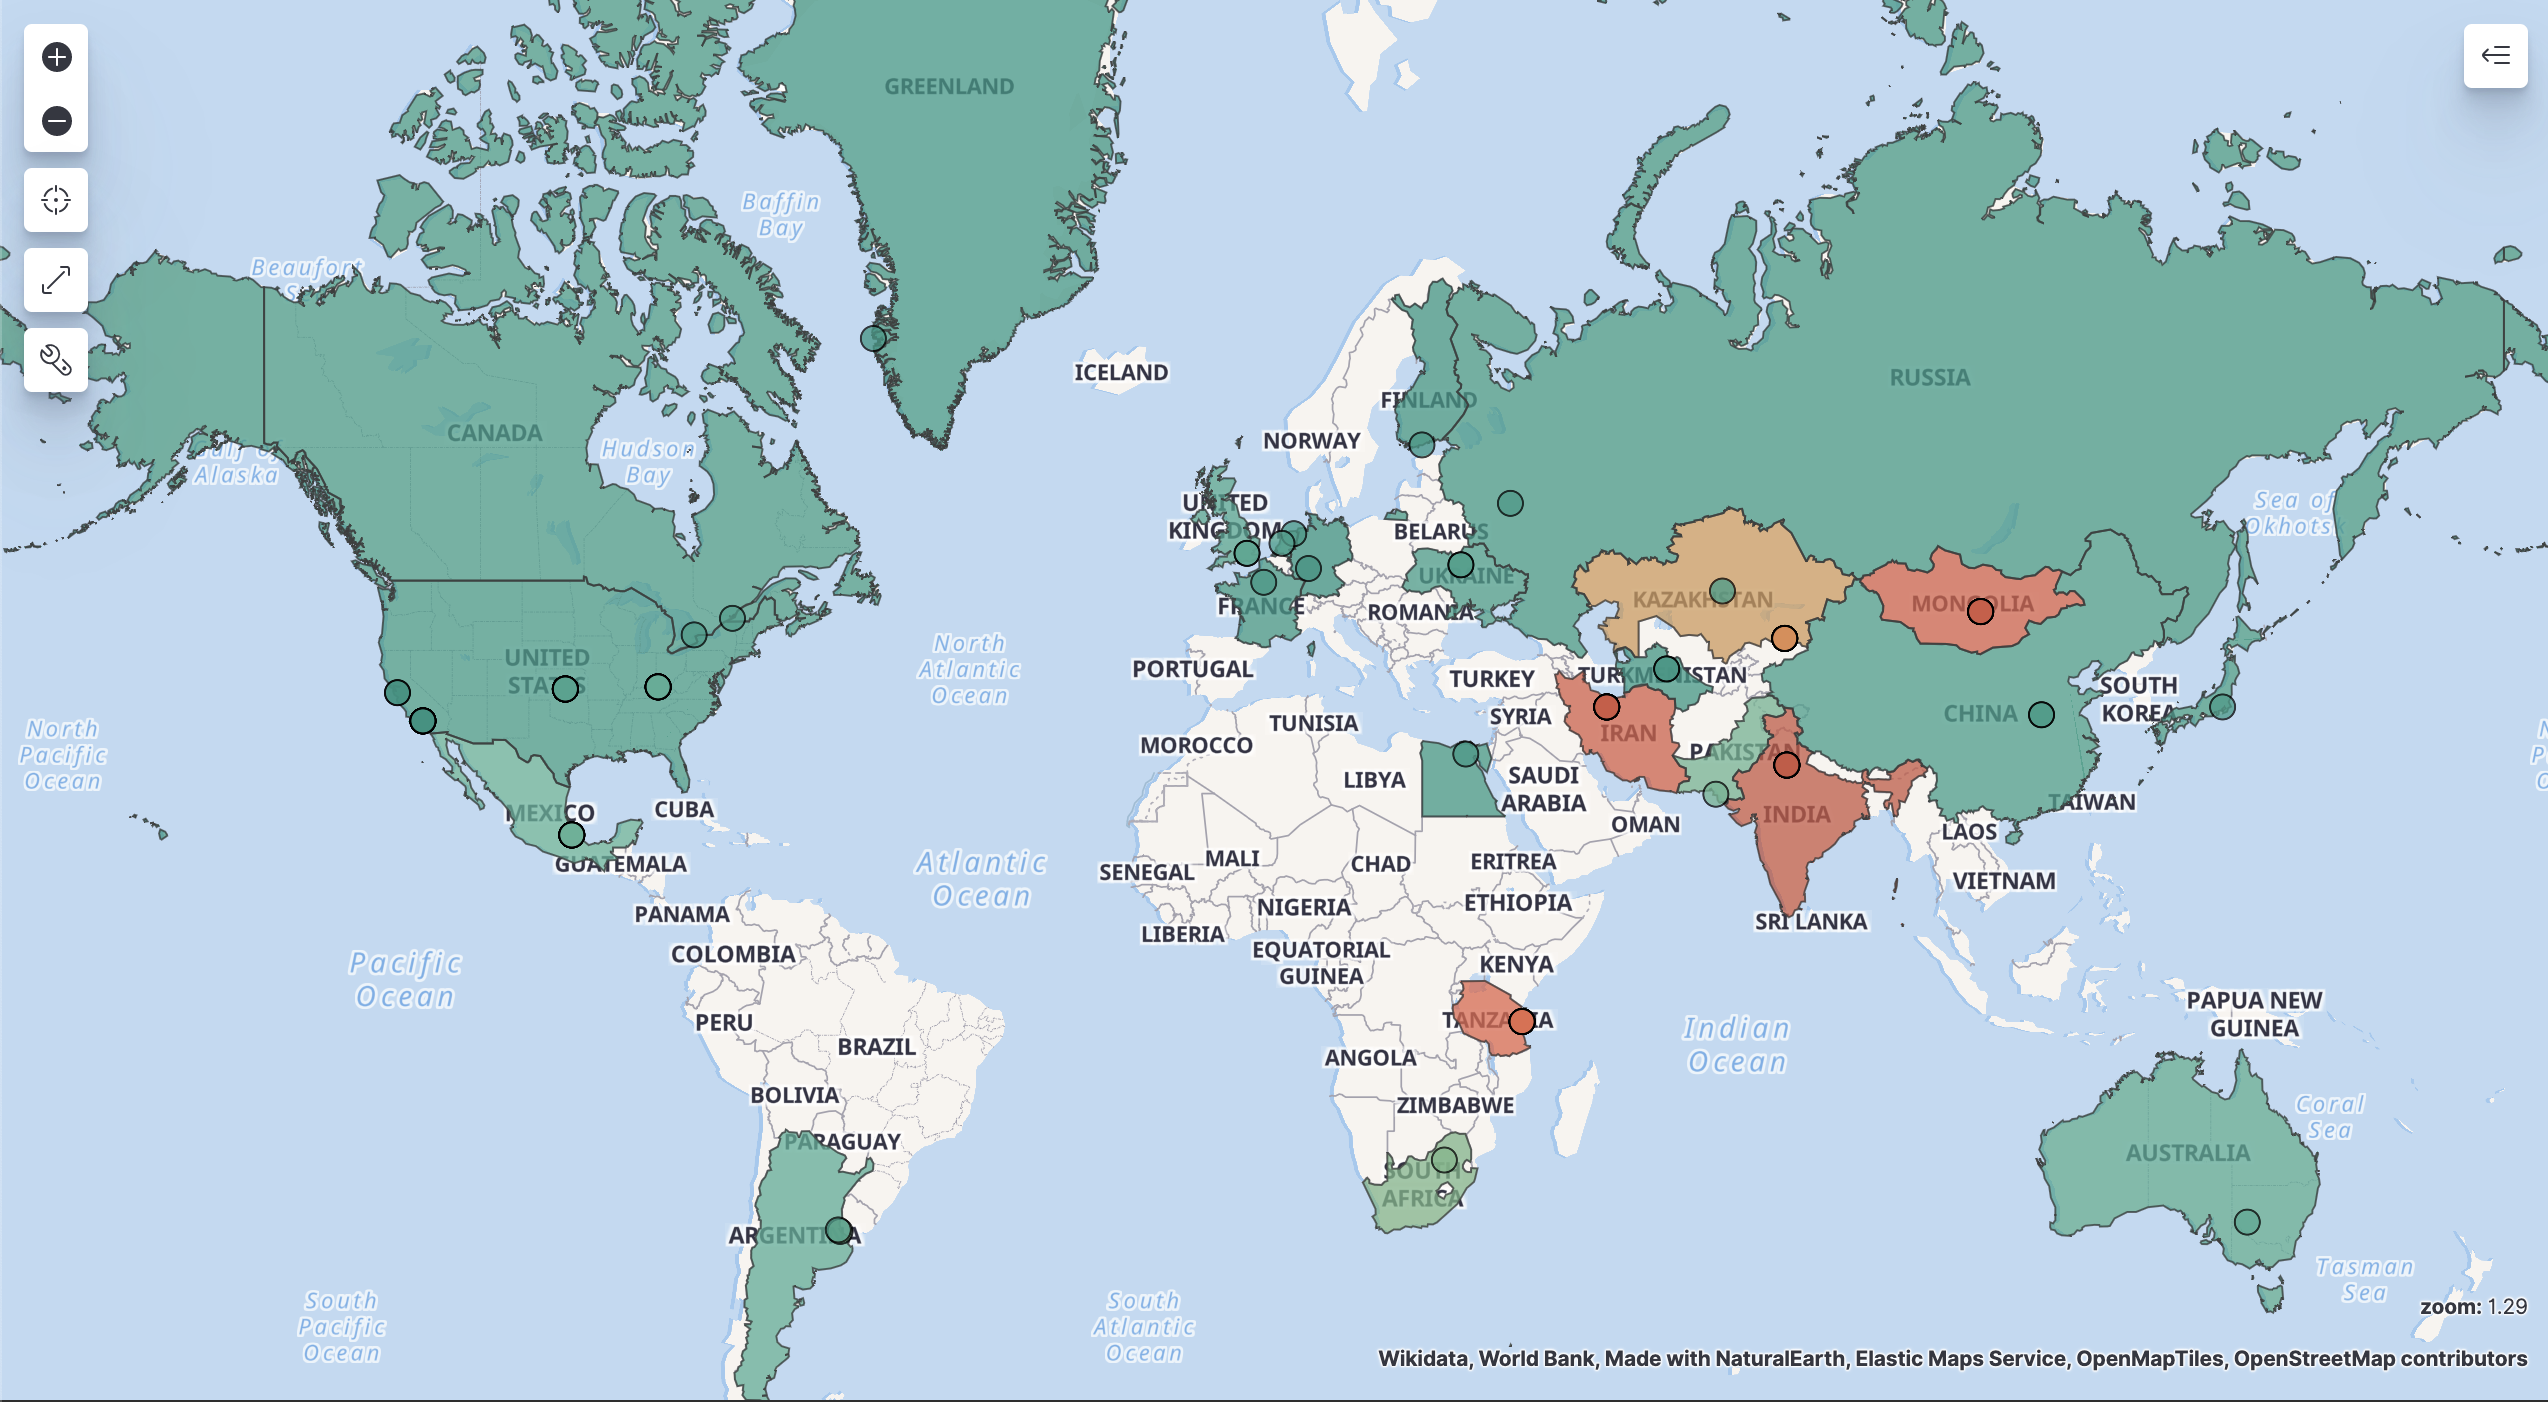 GREENLAND
Baffin
Bay
Beaufort
RUSSIA
ICELAND
FINLAND
CANADA
NORWAY
Hudson
Bay
Gulf of
Alaska
UNITED
KINGDOM
BELARUS
Sea of
Okhotsk
UKRAINE
FRANCE
ROMANIA
KAZAKHSTAN
MONGOLIA
North
Atlantic
Ocean
UNITED
STATES
PORTUGAL
TURKEY
TURKMENISTAN
SOUTH
KOREA
North
Pacific
Ocean
TUNISIA
SYRIA
IRAN
CHINA
MOROCCO
PAKISTAN
LIBYA
SAUDI
ARABIA
MEXICO
CUBA
OMAN
INDIA
TAIWAN
LAOS
GUATEMALA
Atlantic
Ocean
SENEGAL
MALI
CHAD
ERITREA
VIETNAM
PANAMA
NIGERIA
ETHIOPIA
SRI LANKA
LIBERIA
COLOMBIA
EQUATORIAL
GUINEA
KENYA
Pacific
Ocean
PERU
BRAZIL
TANZANIA
Indian
Ocean
PAPUA NEW
GUINEA
ANGOLA
BOLIVIA
ZIMBABWE
Coral
Sea
PARAGUAY
AUSTRALIA
SOUTH
AFRICA
ARGENTINA
Tasman
Sea
South
Pacific
Ocean
South
Atlantic
Ocean
zoom: 1.29
Wikidata, World Bank, Made with NaturalEarth, Elastic Maps Service, OpenMapTiles, OpenStreetMap contributors